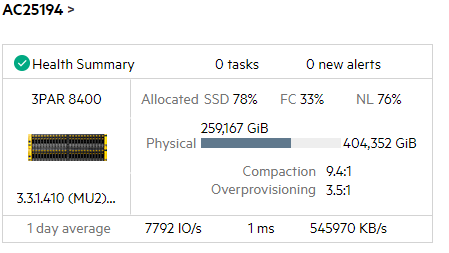 AC25194 >
Health Summary 0 tasks 0 new alerts
3PAR 8400 Allocated SSD 78% FC 33% NL 76%
259,167 GiB
Physical 404,352 GiB
Compaction 9.4:1
Overprovisioning 3.5:1
3.3.1.410 (MU2)...
1 day average 7792 IO/s 1 ms 545970 KB/s